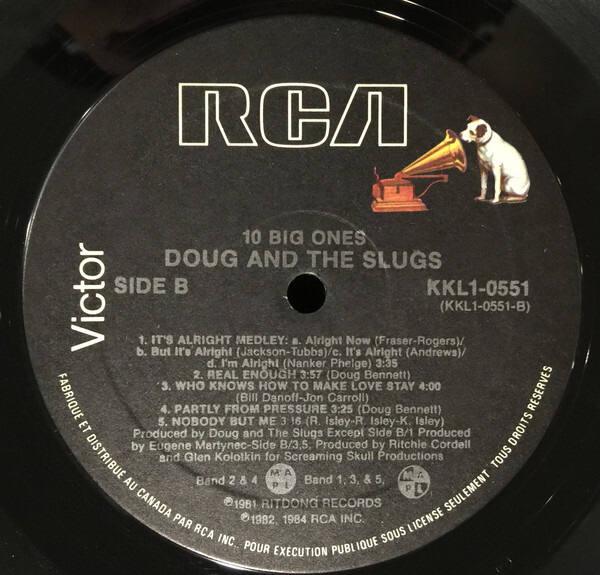 RCA
Victor
10 BIG ONES
DOUG AND THE SLUGS
SIDE B
KKL1-0551
(KKL1-0551-B)
1. IT'S ALRIGHT MEDLEY: a. Alright Now (Fraser-Rogers)/
b. But It's Alright (Jackson-Tubbs)/c. It's Alright (Andrews)/
d. I'm Alright (Nanker Phelge) 3:35
2. REAL ENOUGH 3:57 (Doug Bennett)
3. WHO KNOWS HOW TO MAKE LOVE STAY 4:00
(Bill Danoff-Jon Carroll)
4. PARTLY FROM PRESSURE 3:25 (Doug Bennett)
5. NOBODY BUT ME 3:16 (R. Isley-R. Isley-K. Isley)
Produced by Doug and The Slugs Except Side B/1 Produced
by Eugene Martynec-Side B/3,5, Produced by Ritchie Cordell
and Glen Kolotkin for Screaming Skull Productions
Band 2 & 4 MAPL Band 1, 3, & 5, MAPL
℗1981 RITDONG RECORDS
℗1982, 1984 RCA INC.
FABRIQUÉ ET DISTRIBUÉ AU CANADA PAR RCA INC., POUR EXÉCUTION PUBLIQUE SOUS LICENSE SEULEMENT TOUS DROITS RÉSERVÉS